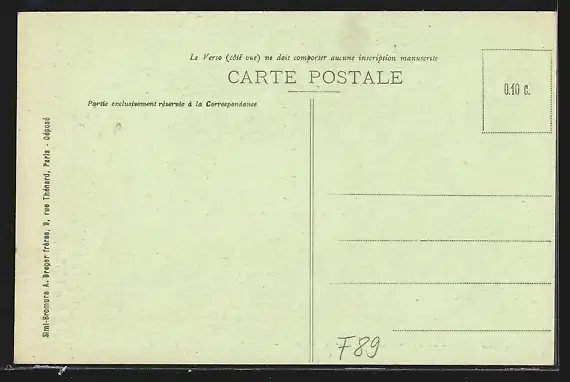 Le Verso (côté vue) ne doit comporter aucune inscription manuscrite
CARTE POSTALE
0.10 c.
Partie exclusivement réservée à la Correspondance
Simi-Bromure A. Breger frères, 9, rue Thénard, Paris - Déposé
F89